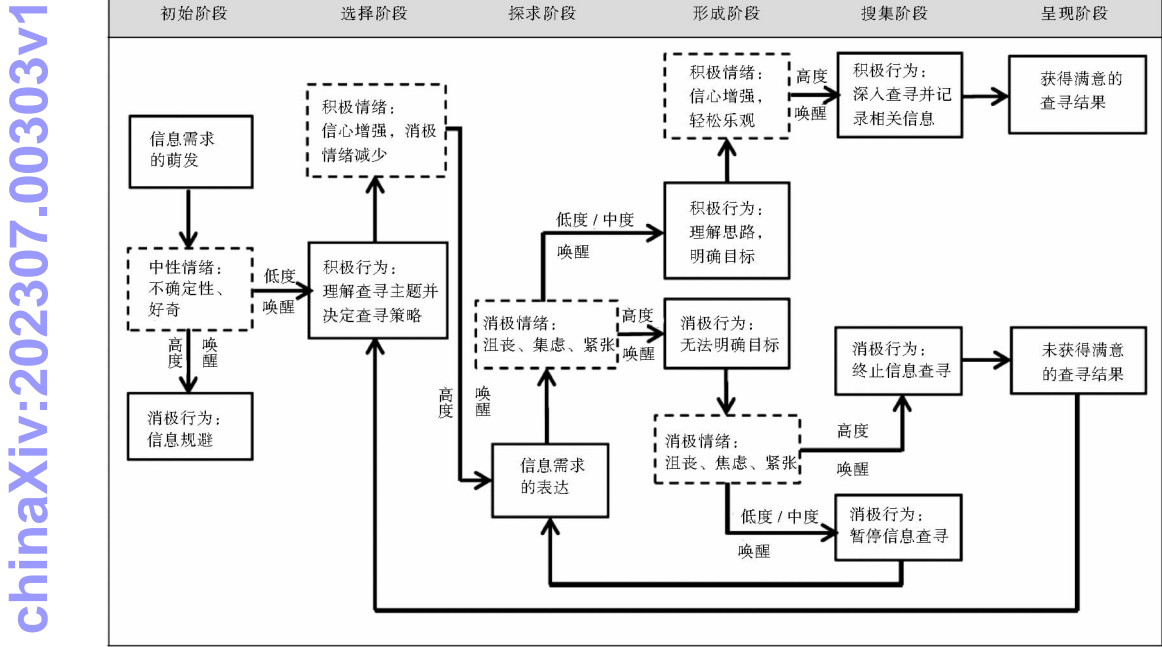 chinaXiv:202307.00303v1
初始阶段
选择阶段
探求阶段
形成阶段
搜集阶段
呈现阶段
信息需求
的萌发
中性情绪：
不确定性、
好奇
低度
唤醒
高度
唤醒
消极行为：
信息规避
积极情绪：
信心增强，消极
情绪减少
积极行为：
理解查寻主题并
决定查寻策略
高度
唤醒
消极情绪：
沮丧、焦虑、紧张
信息需求
的表达
低度 / 中度
唤醒
高度
唤醒
积极情绪：
信心增强，
轻松乐观
积极行为：
理解思路，
明确目标
消极行为：
无法明确目标
消极情绪：
沮丧、焦虑、紧张
高度
唤醒
高度
唤醒
低度 / 中度
唤醒
积极行为：
深入查寻并记
录相关信息
消极行为：
终止信息查寻
消极行为：
暂停信息查寻
获得满意的
查寻结果
未获得满意
的查寻结果